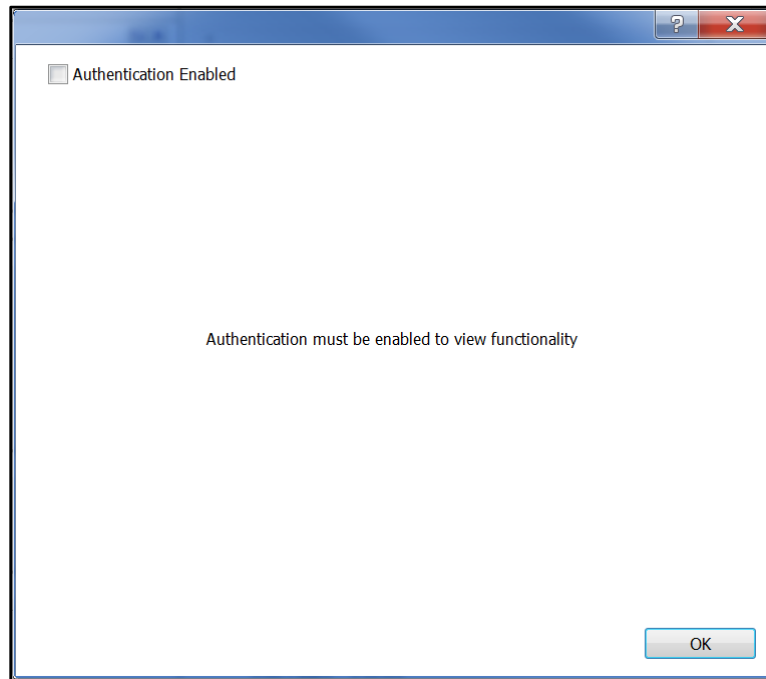 ?
X
Authentication Enabled
Authentication must be enabled to view functionality
OK